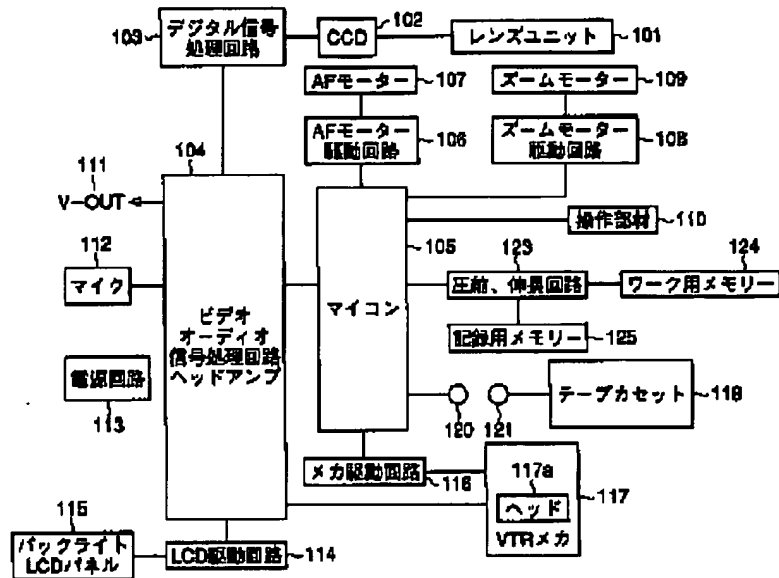 103
デジタル信号
処理回路
102
CCD
レンズユニット
101
AFモーター
107
ズームモーター
109
AFモーター
駆動回路
106
ズームモーター
駆動回路
108
104
111
V-OUT
112
マイク
ビデオ
オーディオ
信号処理回路
ヘッドアンプ
電源回路
113
105
マイコン
操作部材
110
123
圧縮、伸長回路
124
ワーク用メモリー
記録用メモリー
125
120
121
テープカセット
118
メカ駆動回路
116
117a
ヘッド
VTRメカ
117
115
バックライト
LCDパネル
LCD駆動回路
114